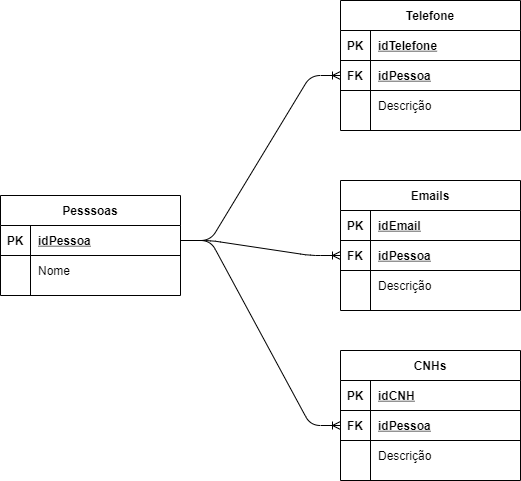 Telefone
PK idTelefone
FK idPessoa
Descrição
Pesssoas
PK idPessoa
Nome
Emails
PK idEmail
FK idPessoa
Descrição
CNHs
PK idCNH
FK idPessoa
Descrição